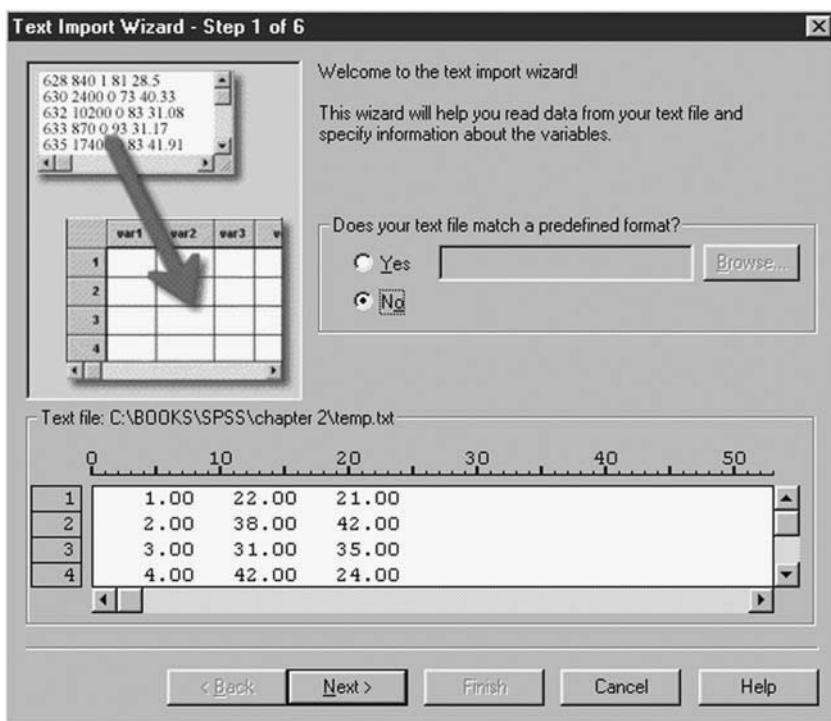 Text Import Wizard - Step 1 of 6
628 840 1 81 28.5
630 2400 0 73 40.33
632 10200 0 83 31.08
633 870 0 93 31.17
635 1740 83 41.91
var1 var2 var3 v
1
2
3
4
Welcome to the text import wizard!
This wizard will help you read data from your text file and
specify information about the variables.
Does your text file match a predefined format?
Yes
Browse...
No
Text file: C:\BOOKS\SPSS\chapter 2\temp.txt
0 10 20 30 40 50
1 1.00 22.00 21.00
2 2.00 38.00 42.00
3 3.00 31.00 35.00
4 4.00 42.00 24.00
< Back Next > Finish Cancel Help